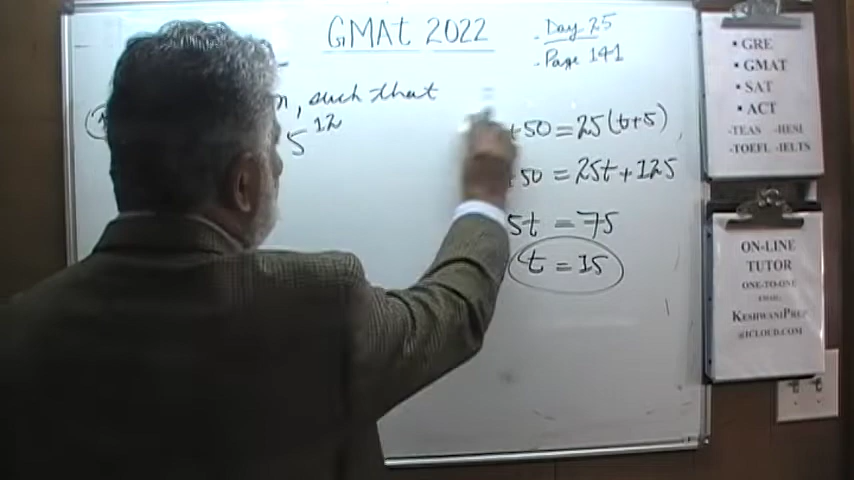 GMAT 2022
- Day 25
- Page 141
n, such that
5^12
+50 = 25(t+5)
+50 = 25t + 125
5t = 75
t = 15
• GRE
• GMAT
• SAT
• ACT
-TEAS -HESI
-TOEFL -IELTS
ON-LINE
TUTOR
ONE-TO-ONE
EMAIL:
KESHWANIPREP
@ICLOUD.COM